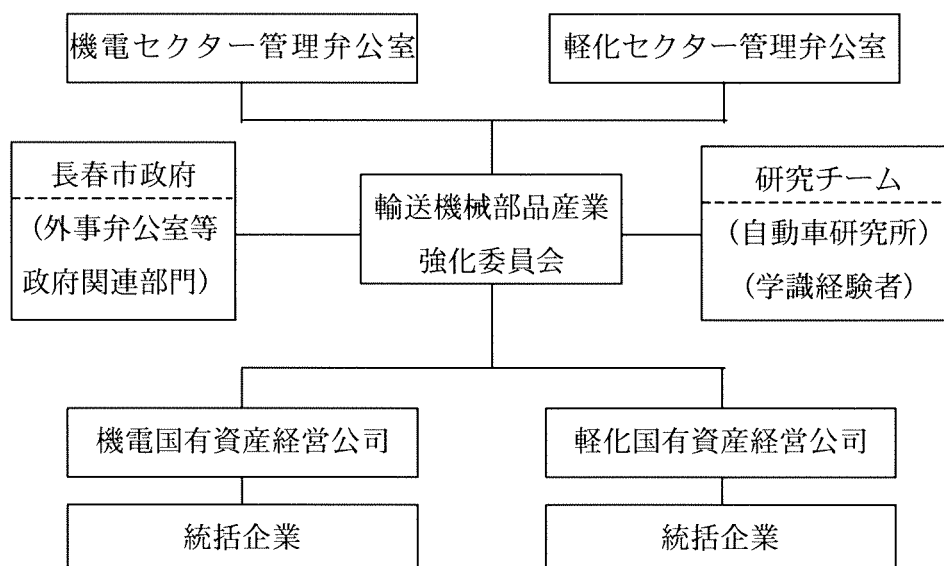 機電セクター管理弁公室
軽化セクター管理弁公室
長春市政府
(外事弁公室等
政府関連部門)
輸送機械部品産業
強化委員会
研究チーム
(自動車研究所)
(学識経験者)
機電国有資産経営公司
軽化国有資産経営公司
統括企業
統括企業